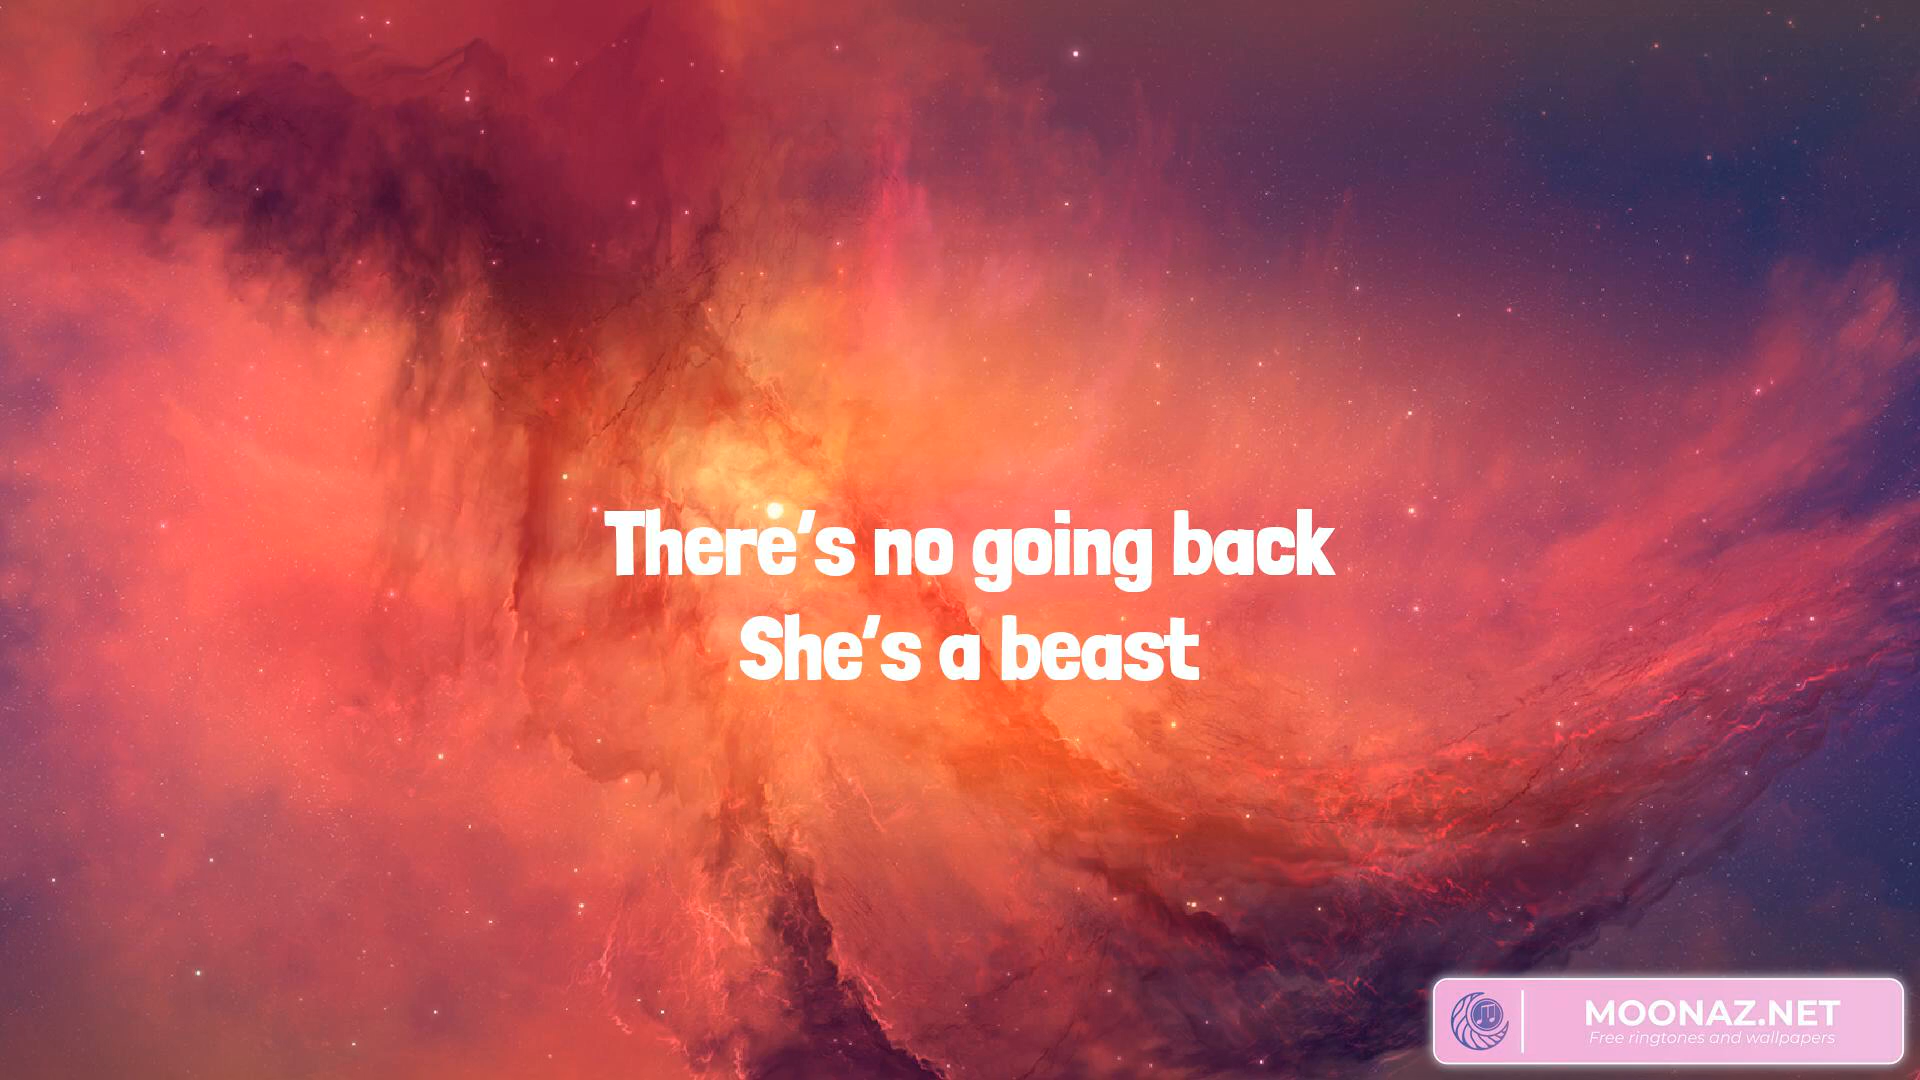 There's no going back
She's a beast
MOONAZ.NET
Free ringtones and wallpapers